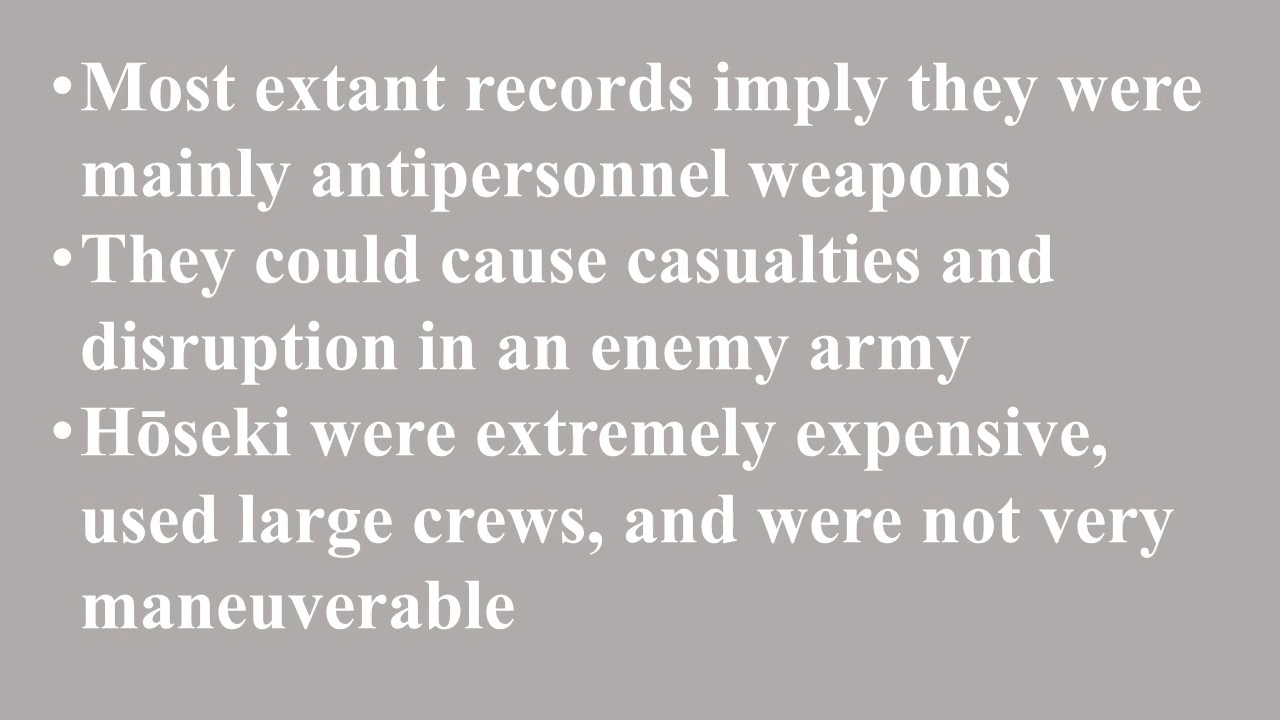 •Most extant records imply they were
mainly antipersonnel weapons
•They could cause casualties and
disruption in an enemy army
•Hōseki were extremely expensive,
used large crews, and were not very
maneuverable